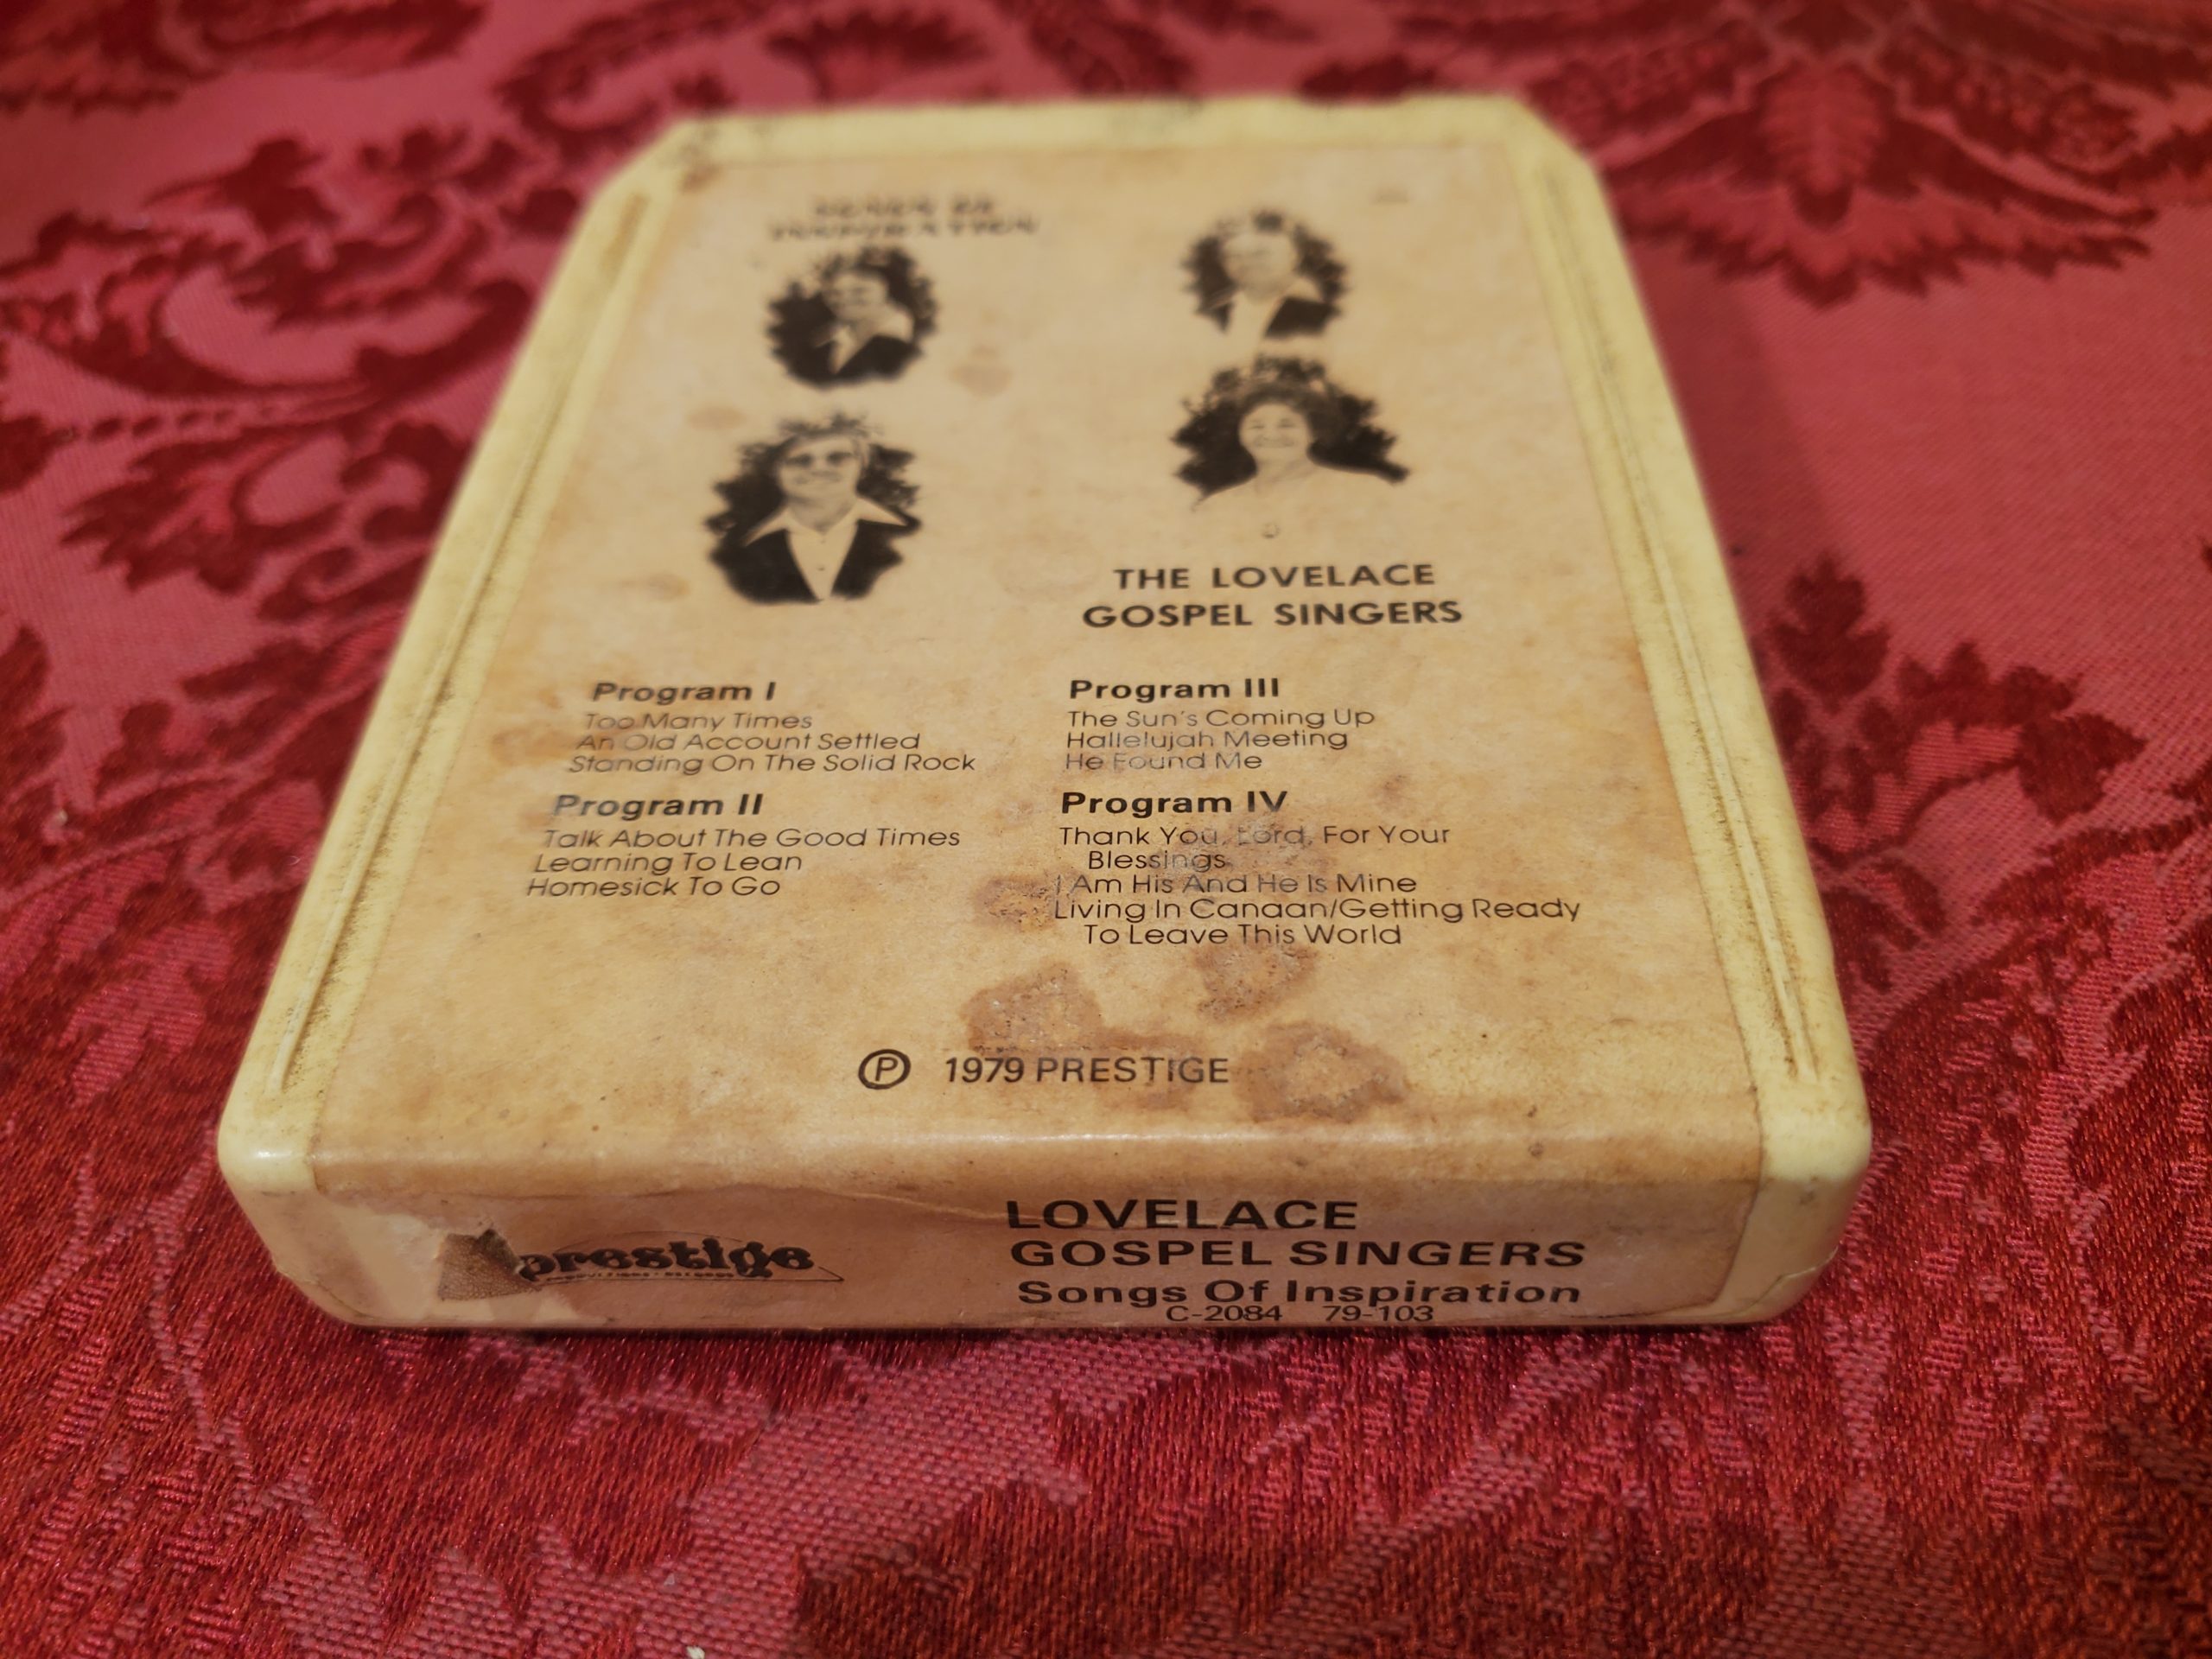 SONGS OF
INSPIRATION
THE LOVELACE
GOSPEL SINGERS
Program I
Too Many Times
An Old Account Settled
Standing On The Solid Rock
Program II
Talk About The Good Times
Learning To Lean
Homesick To Go
Program III
The Sun's Coming Up
Hallelujah Meeting
He Found Me
Program IV
Thank You, Lord, For Your
Blessings
I Am His And He Is Mine
Living In Canaan/Getting Ready
To Leave This World
Ⓟ 1979 PRESTIGE
prestige
LOVELACE
GOSPEL SINGERS
Songs Of Inspiration
C-2084 79-103